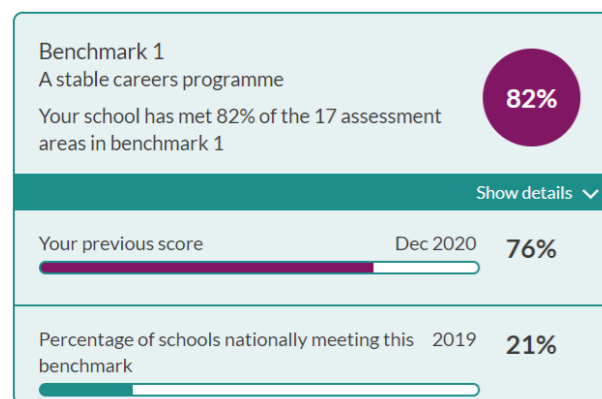 Benchmark 1
A stable careers programme
Your school has met 82% of the 17 assessment
areas in benchmark 1
82%
Show details
Your previous score Dec 2020 76%
Percentage of schools nationally meeting this 2019 21%
benchmark